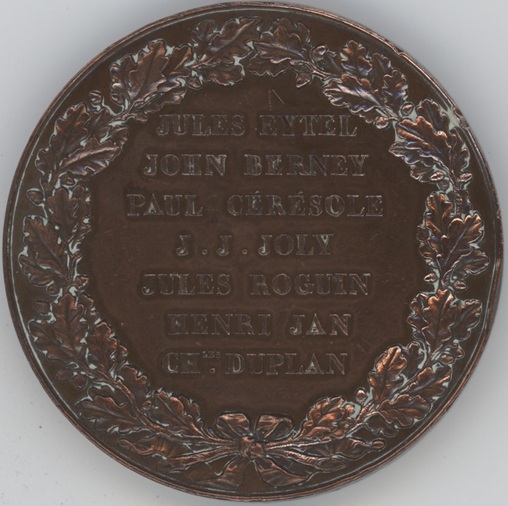 JULES EYTEL
JOHN BERNEY
PAUL CÉRÉSOLE
J. J. JOLY
JULES ROGUIN
HENRI JAN
CH.LES DUPLAN